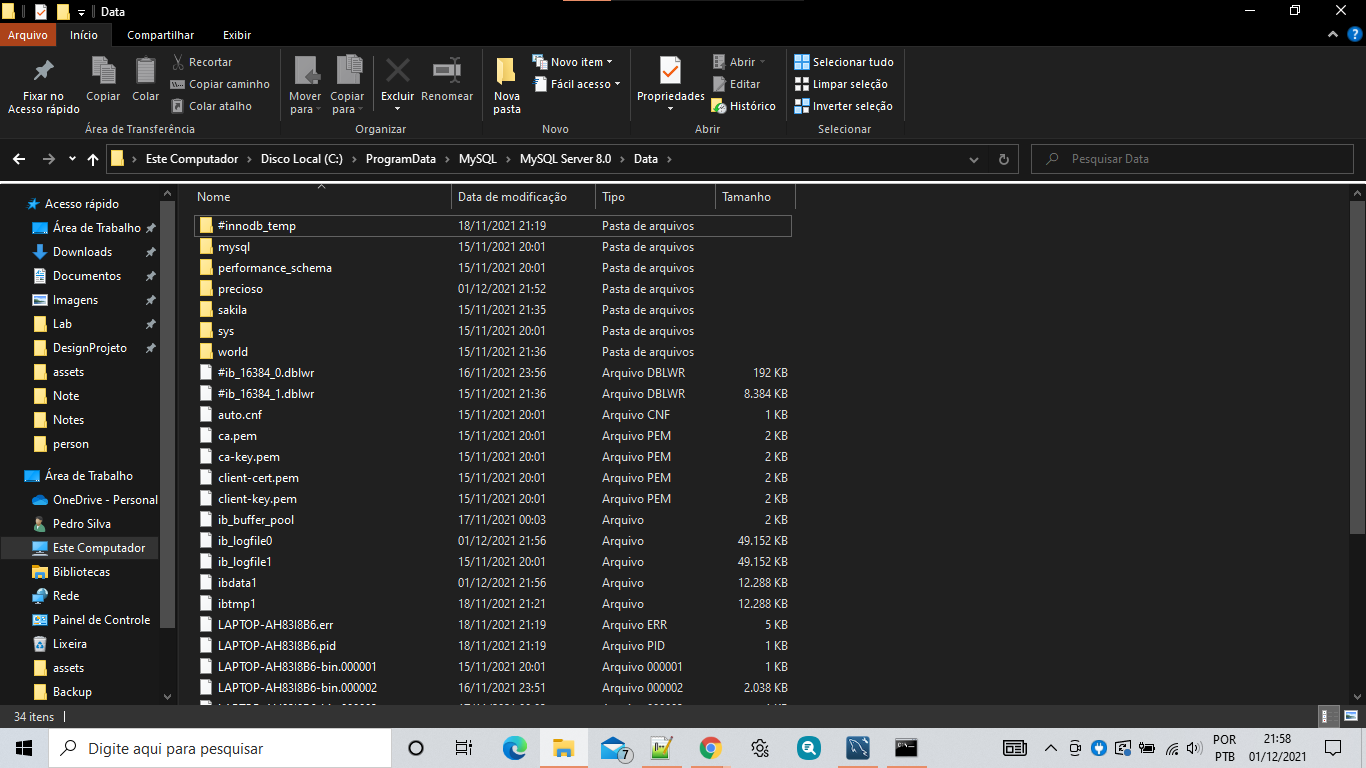 Data
Arquivo Início Compartilhar Exibir
Fixar no Acesso rápido
Copiar
Colar
Recortar
Copiar caminho
Colar atalho
Área de Transferência
Mover para
Copiar para
Excluir
Renomear
Organizar
Nova pasta
Novo item
Fácil acesso
Novo
Propriedades
Abrir
Editar
Histórico
Abrir
Selecionar tudo
Limpar seleção
Inverter seleção
Selecionar
Este Computador > Disco Local (C:) > ProgramData > MySQL > MySQL Server 8.0 > Data >
Pesquisar Data
Acesso rápido
Área de Trabalho
Downloads
Documentos
Imagens
Lab
DesignProjeto
assets
Note
Notes
person
Área de Trabalho
OneDrive - Personal
Pedro Silva
Este Computador
Bibliotecas
Rede
Painel de Controle
Lixeira
assets
Backup
Nome Data de modificação Tipo Tamanho
#innodb_temp 18/11/2021 21:19 Pasta de arquivos
mysql 15/11/2021 20:01 Pasta de arquivos
performance_schema 15/11/2021 20:01 Pasta de arquivos
precioso 01/12/2021 21:52 Pasta de arquivos
sakila 15/11/2021 21:35 Pasta de arquivos
sys 15/11/2021 20:01 Pasta de arquivos
world 15/11/2021 21:36 Pasta de arquivos
#ib_16384_0.dblwr 16/11/2021 23:56 Arquivo DBLWR 192 KB
#ib_16384_1.dblwr 15/11/2021 21:36 Arquivo DBLWR 8.384 KB
auto.cnf 15/11/2021 20:01 Arquivo CNF 1 KB
ca.pem 15/11/2021 20:01 Arquivo PEM 2 KB
ca-key.pem 15/11/2021 20:01 Arquivo PEM 2 KB
client-cert.pem 15/11/2021 20:01 Arquivo PEM 2 KB
client-key.pem 15/11/2021 20:01 Arquivo PEM 2 KB
ib_buffer_pool 17/11/2021 00:03 Arquivo 2 KB
ib_logfile0 01/12/2021 21:56 Arquivo 49.152 KB
ib_logfile1 15/11/2021 20:01 Arquivo 49.152 KB
ibdata1 01/12/2021 21:56 Arquivo 12.288 KB
ibtmp1 18/11/2021 21:21 Arquivo 12.288 KB
LAPTOP-AH83I8B6.err 18/11/2021 21:19 Arquivo ERR 5 KB
LAPTOP-AH83I8B6.pid 18/11/2021 21:19 Arquivo PID 1 KB
LAPTOP-AH83I8B6-bin.000001 15/11/2021 20:01 Arquivo 000001 1 KB
LAPTOP-AH83I8B6-bin.000002 16/11/2021 23:51 Arquivo 000002 2.038 KB
34 itens
Digite aqui para pesquisar
7
POR
PTB
21:58
01/12/2021